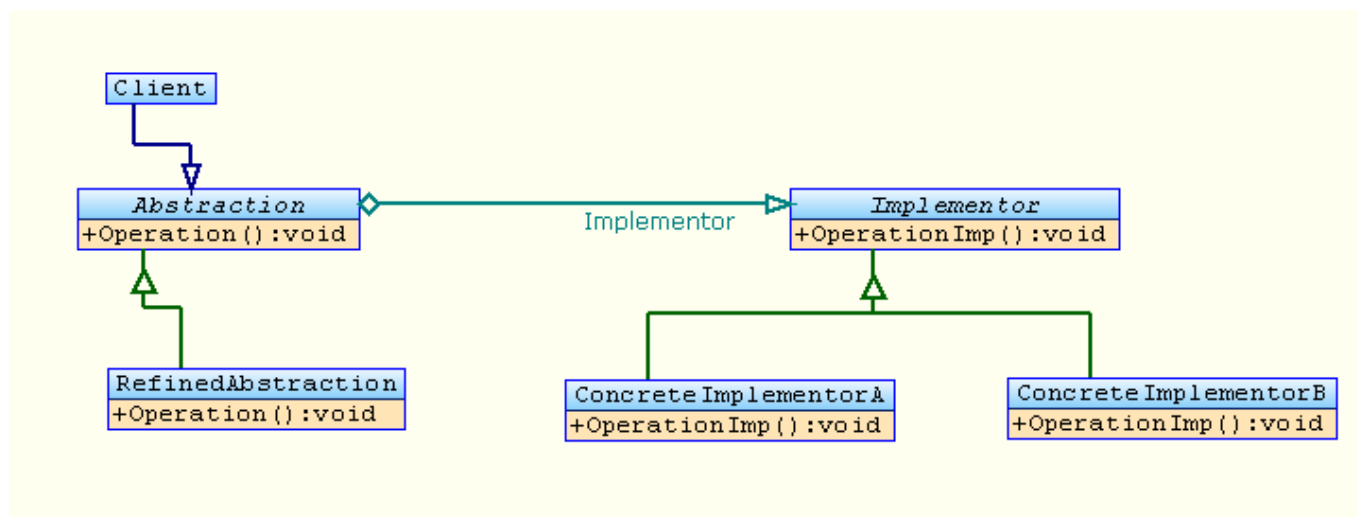 Client
Abstraction
+Operation():void
Implementor
Implementor
+OperationImp():void
RefinedAbstraction
+Operation():void
ConcreteImplementorA
+OperationImp():void
ConcreteImplementorB
+OperationImp():void